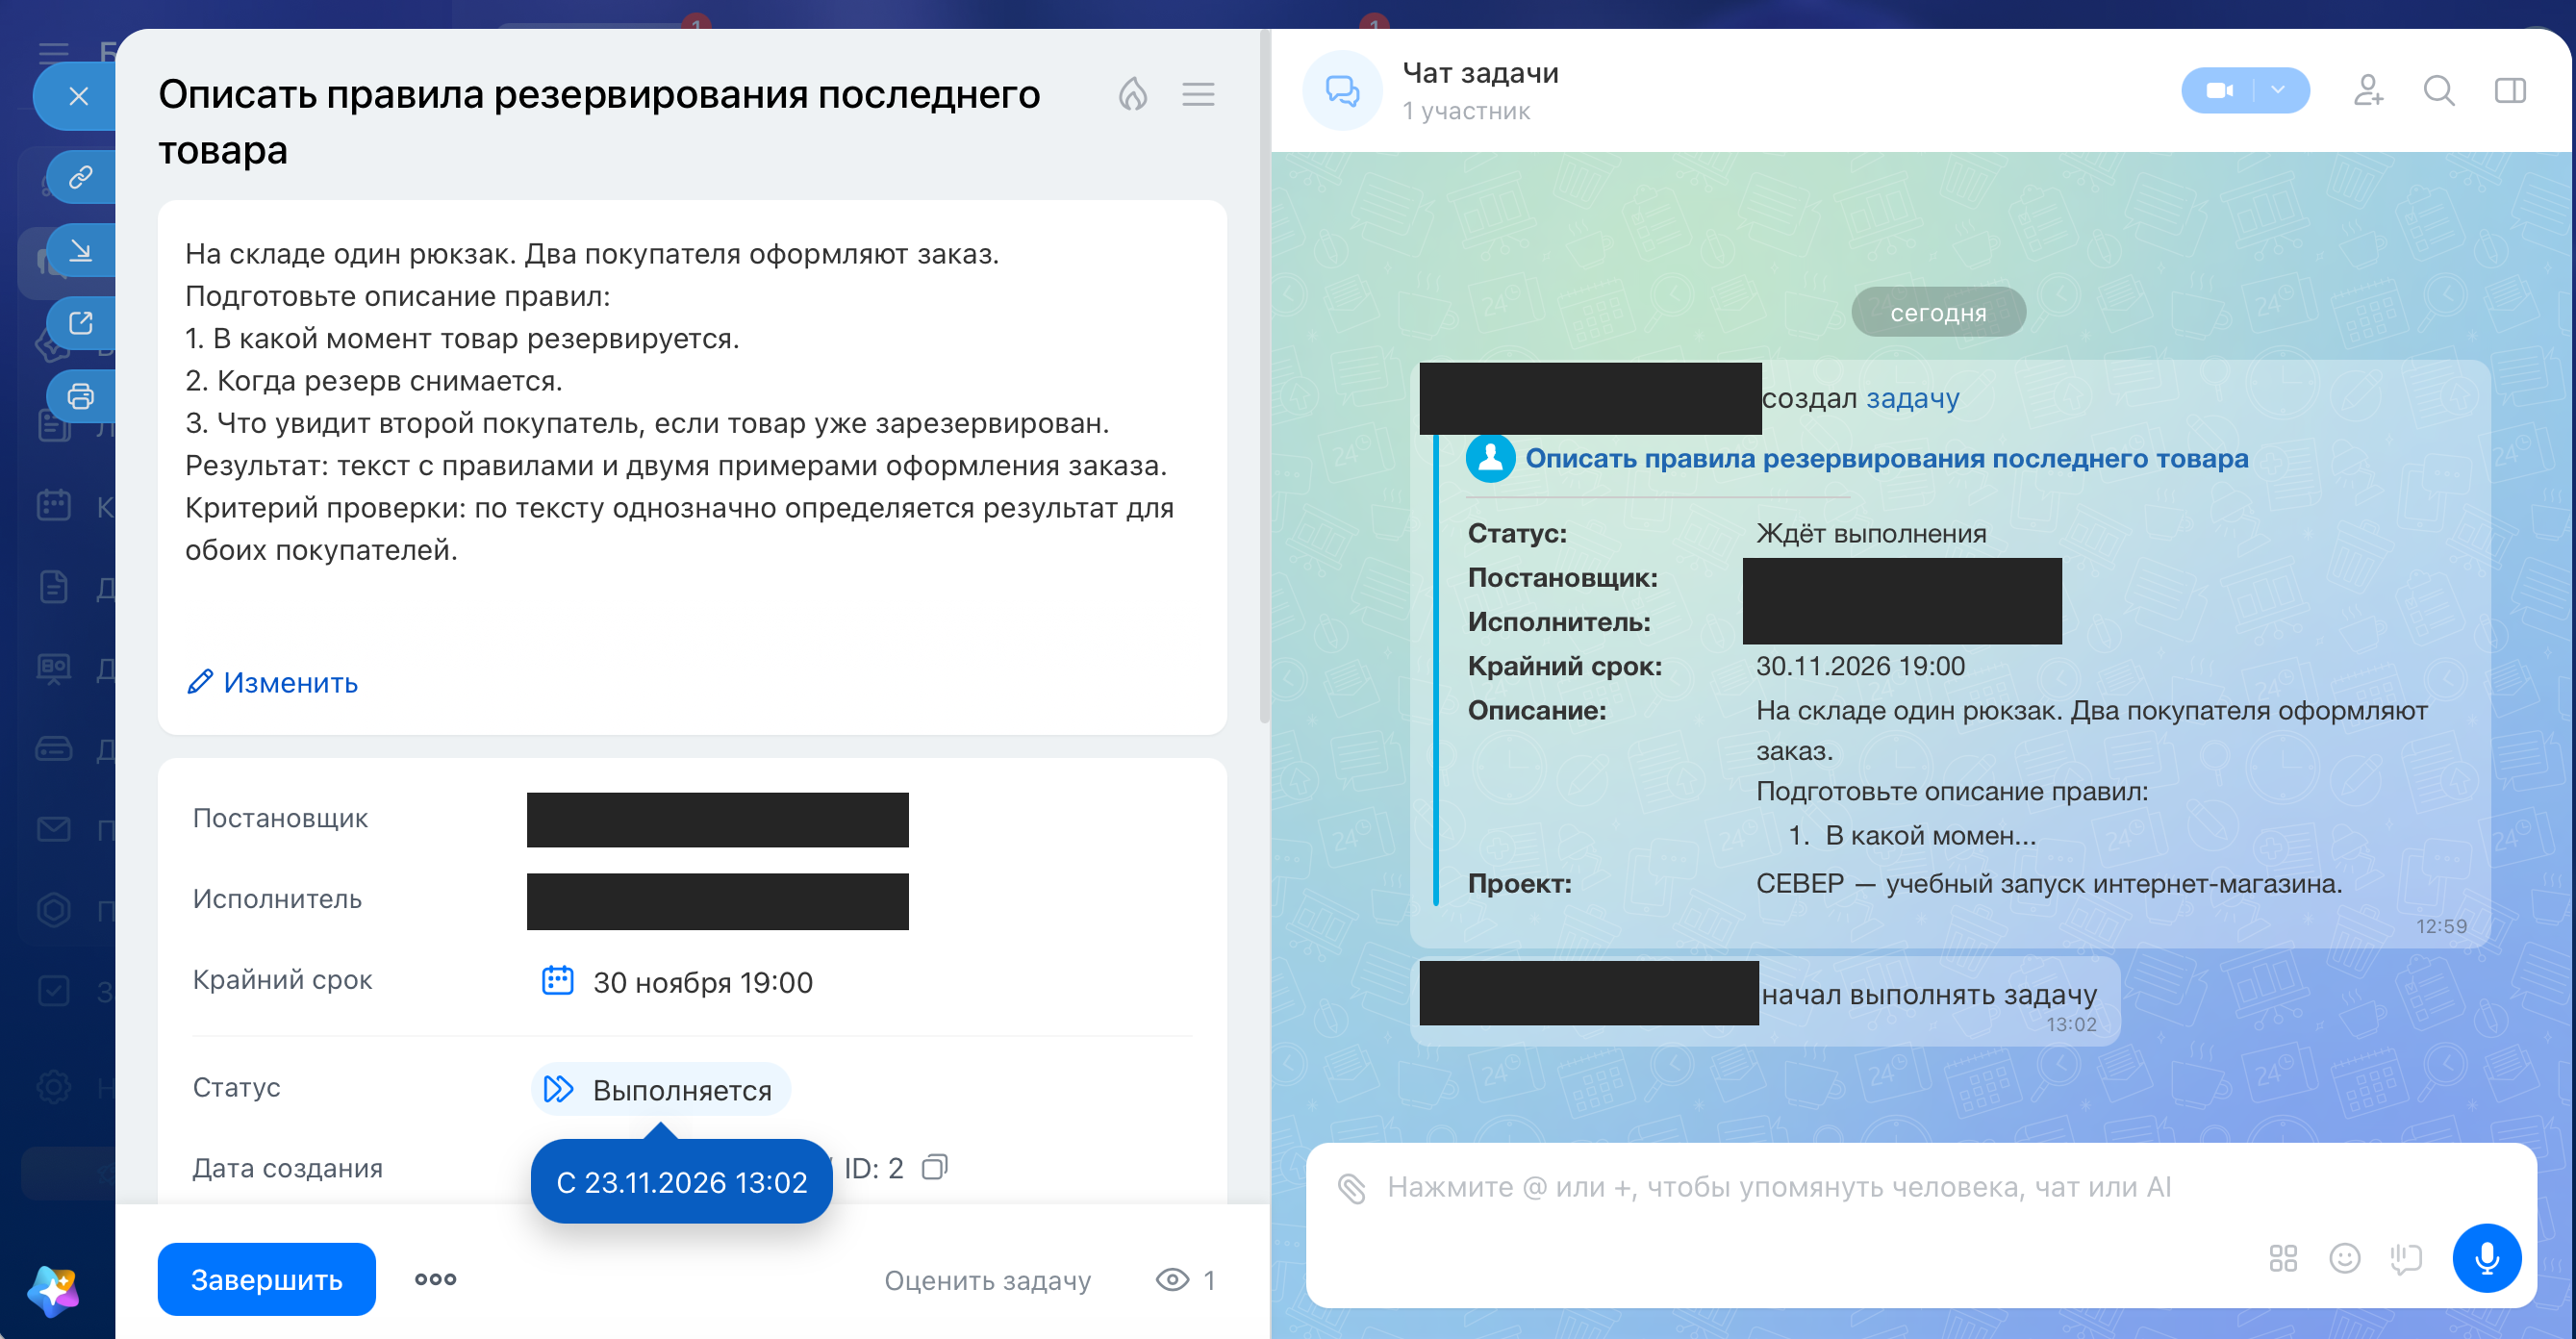 Описать правила резервирования последнего
товара
На складе один рюкзак. Два покупателя оформляют заказ.
Подготовьте описание правил:
1. В какой момент товар резервируется.
2. Когда резерв снимается.
3. Что увидит второй покупатель, если товар уже зарезервирован.
Результат: текст с правилами и двумя примерами оформления заказа.
Критерий проверки: по тексту однозначно определяется результат для
обоих покупателей.
Изменить
Постановщик
Исполнитель
Крайний срок
30 ноября 19:00
Статус
Выполняется
Дата создания
С 23.11.2026 13:02
ID: 2
Завершить
Оценить задачу
1
Чат задачи
1 участник
сегодня
создал задачу
Описать правила резервирования последнего товара
Статус: Ждёт выполнения
Постановщик:
Исполнитель:
Крайний срок: 30.11.2026 19:00
Описание: На складе один рюкзак. Два покупателя оформляют
заказ.
Подготовьте описание правил:
1. В какой момен...
Проект: СЕВЕР — учебный запуск интернет-магазина.
12:59
начал выполнять задачу
13:02
Нажмите @ или +, чтобы упомянуть человека, чат или AI